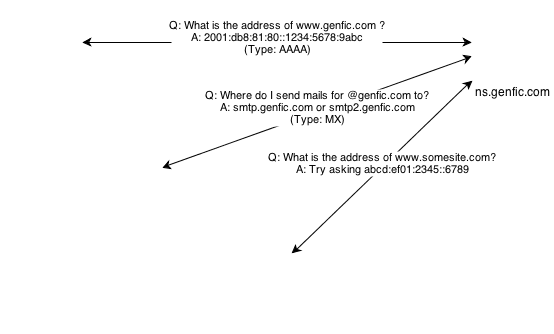 Q: What is the address of www.genfic.com ?
A: 2001:db8:81:80::1234:5678:9abc
(Type: AAAA)
Q: Where do I send mails for @genfic.com to?
A: smtp.genfic.com or smtp2.genfic.com
(Type: MX)
ns.genfic.com
Q: What is the address of www.somesite.com?
A: Try asking abcd:ef01:2345::6789